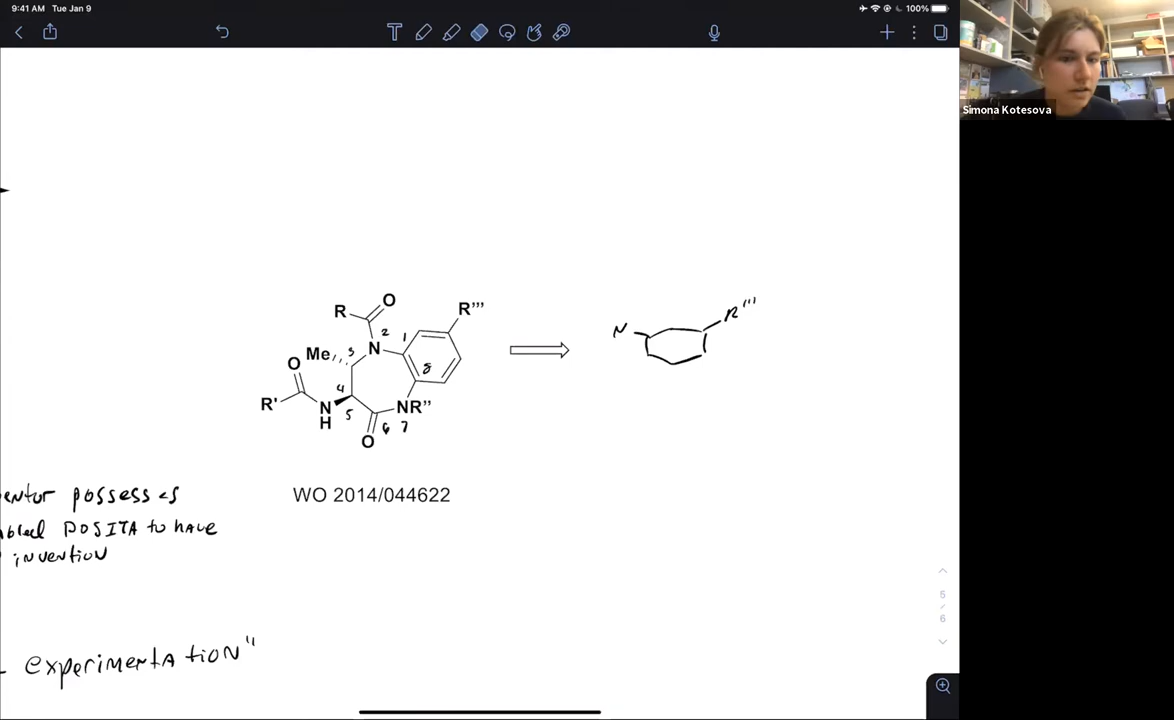 9:41 AM Tue Jan 9
100%
Simona Kotesova
R O R'''
N R'''
2 1
Me 3 N
O 4 8
R' N 5 NR''
H 6 7
O
WO 2014/044622
entor possesses
abled POSITA to have
invention
experimentation"
5
/
6